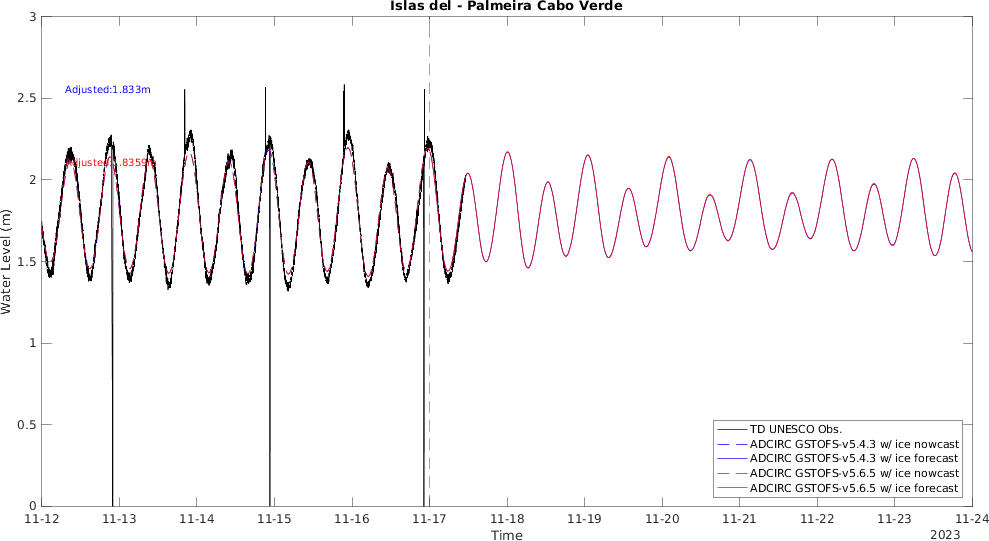 Islas del - Palmeira Cabo Verde
3
2.5
2
1.5
1
0.5
0
Water Level (m)
Adjusted:1.833m
Adjusted:1.8359m
11-12
11-13
11-14
11-15
11-16
11-17
11-18
11-19
11-20
11-21
11-22
11-23
11-24
Time
2023
TD UNESCO Obs.
ADCIRC GSTOFS-v5.4.3 w/ ice nowcast
ADCIRC GSTOFS-v5.4.3 w/ ice forecast
ADCIRC GSTOFS-v5.6.5 w/ ice nowcast
ADCIRC GSTOFS-v5.6.5 w/ ice forecast